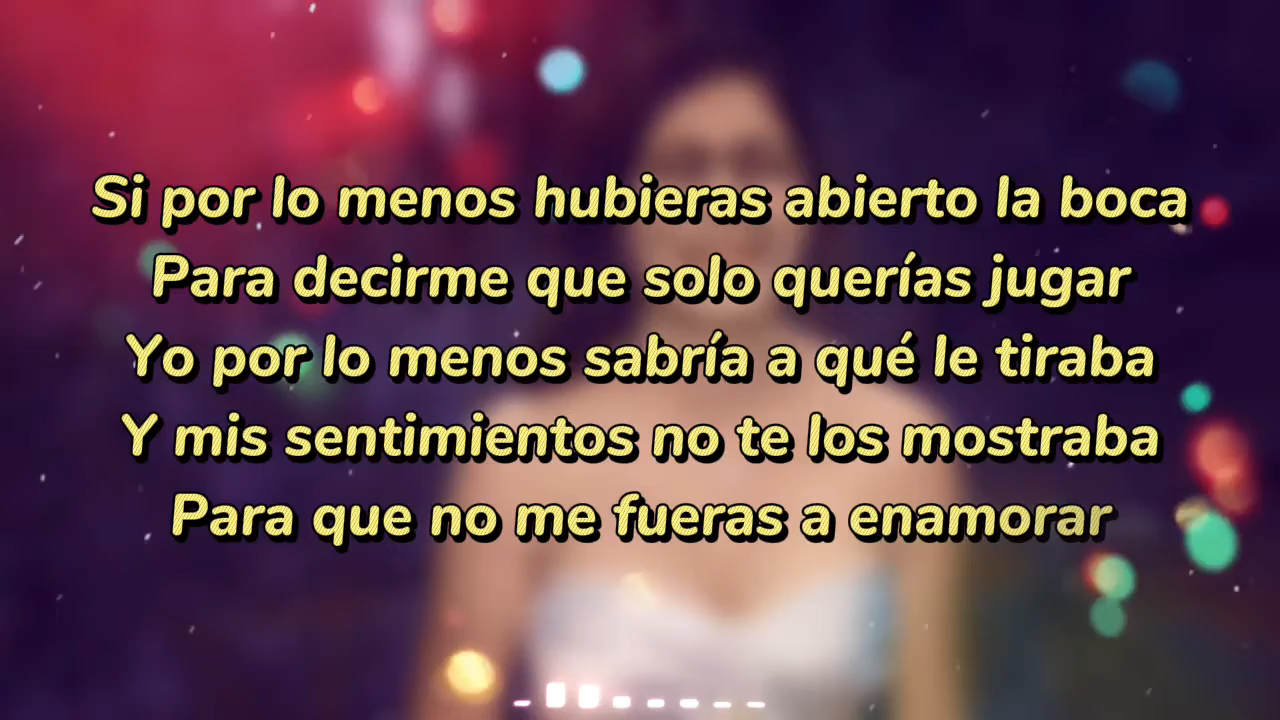 Si por lo menos hubieras abierto la boca
Para decirme que solo querías jugar
Yo por lo menos sabría a qué le tiraba
Y mis sentimientos no te los mostraba
Para que no me fueras a enamorar